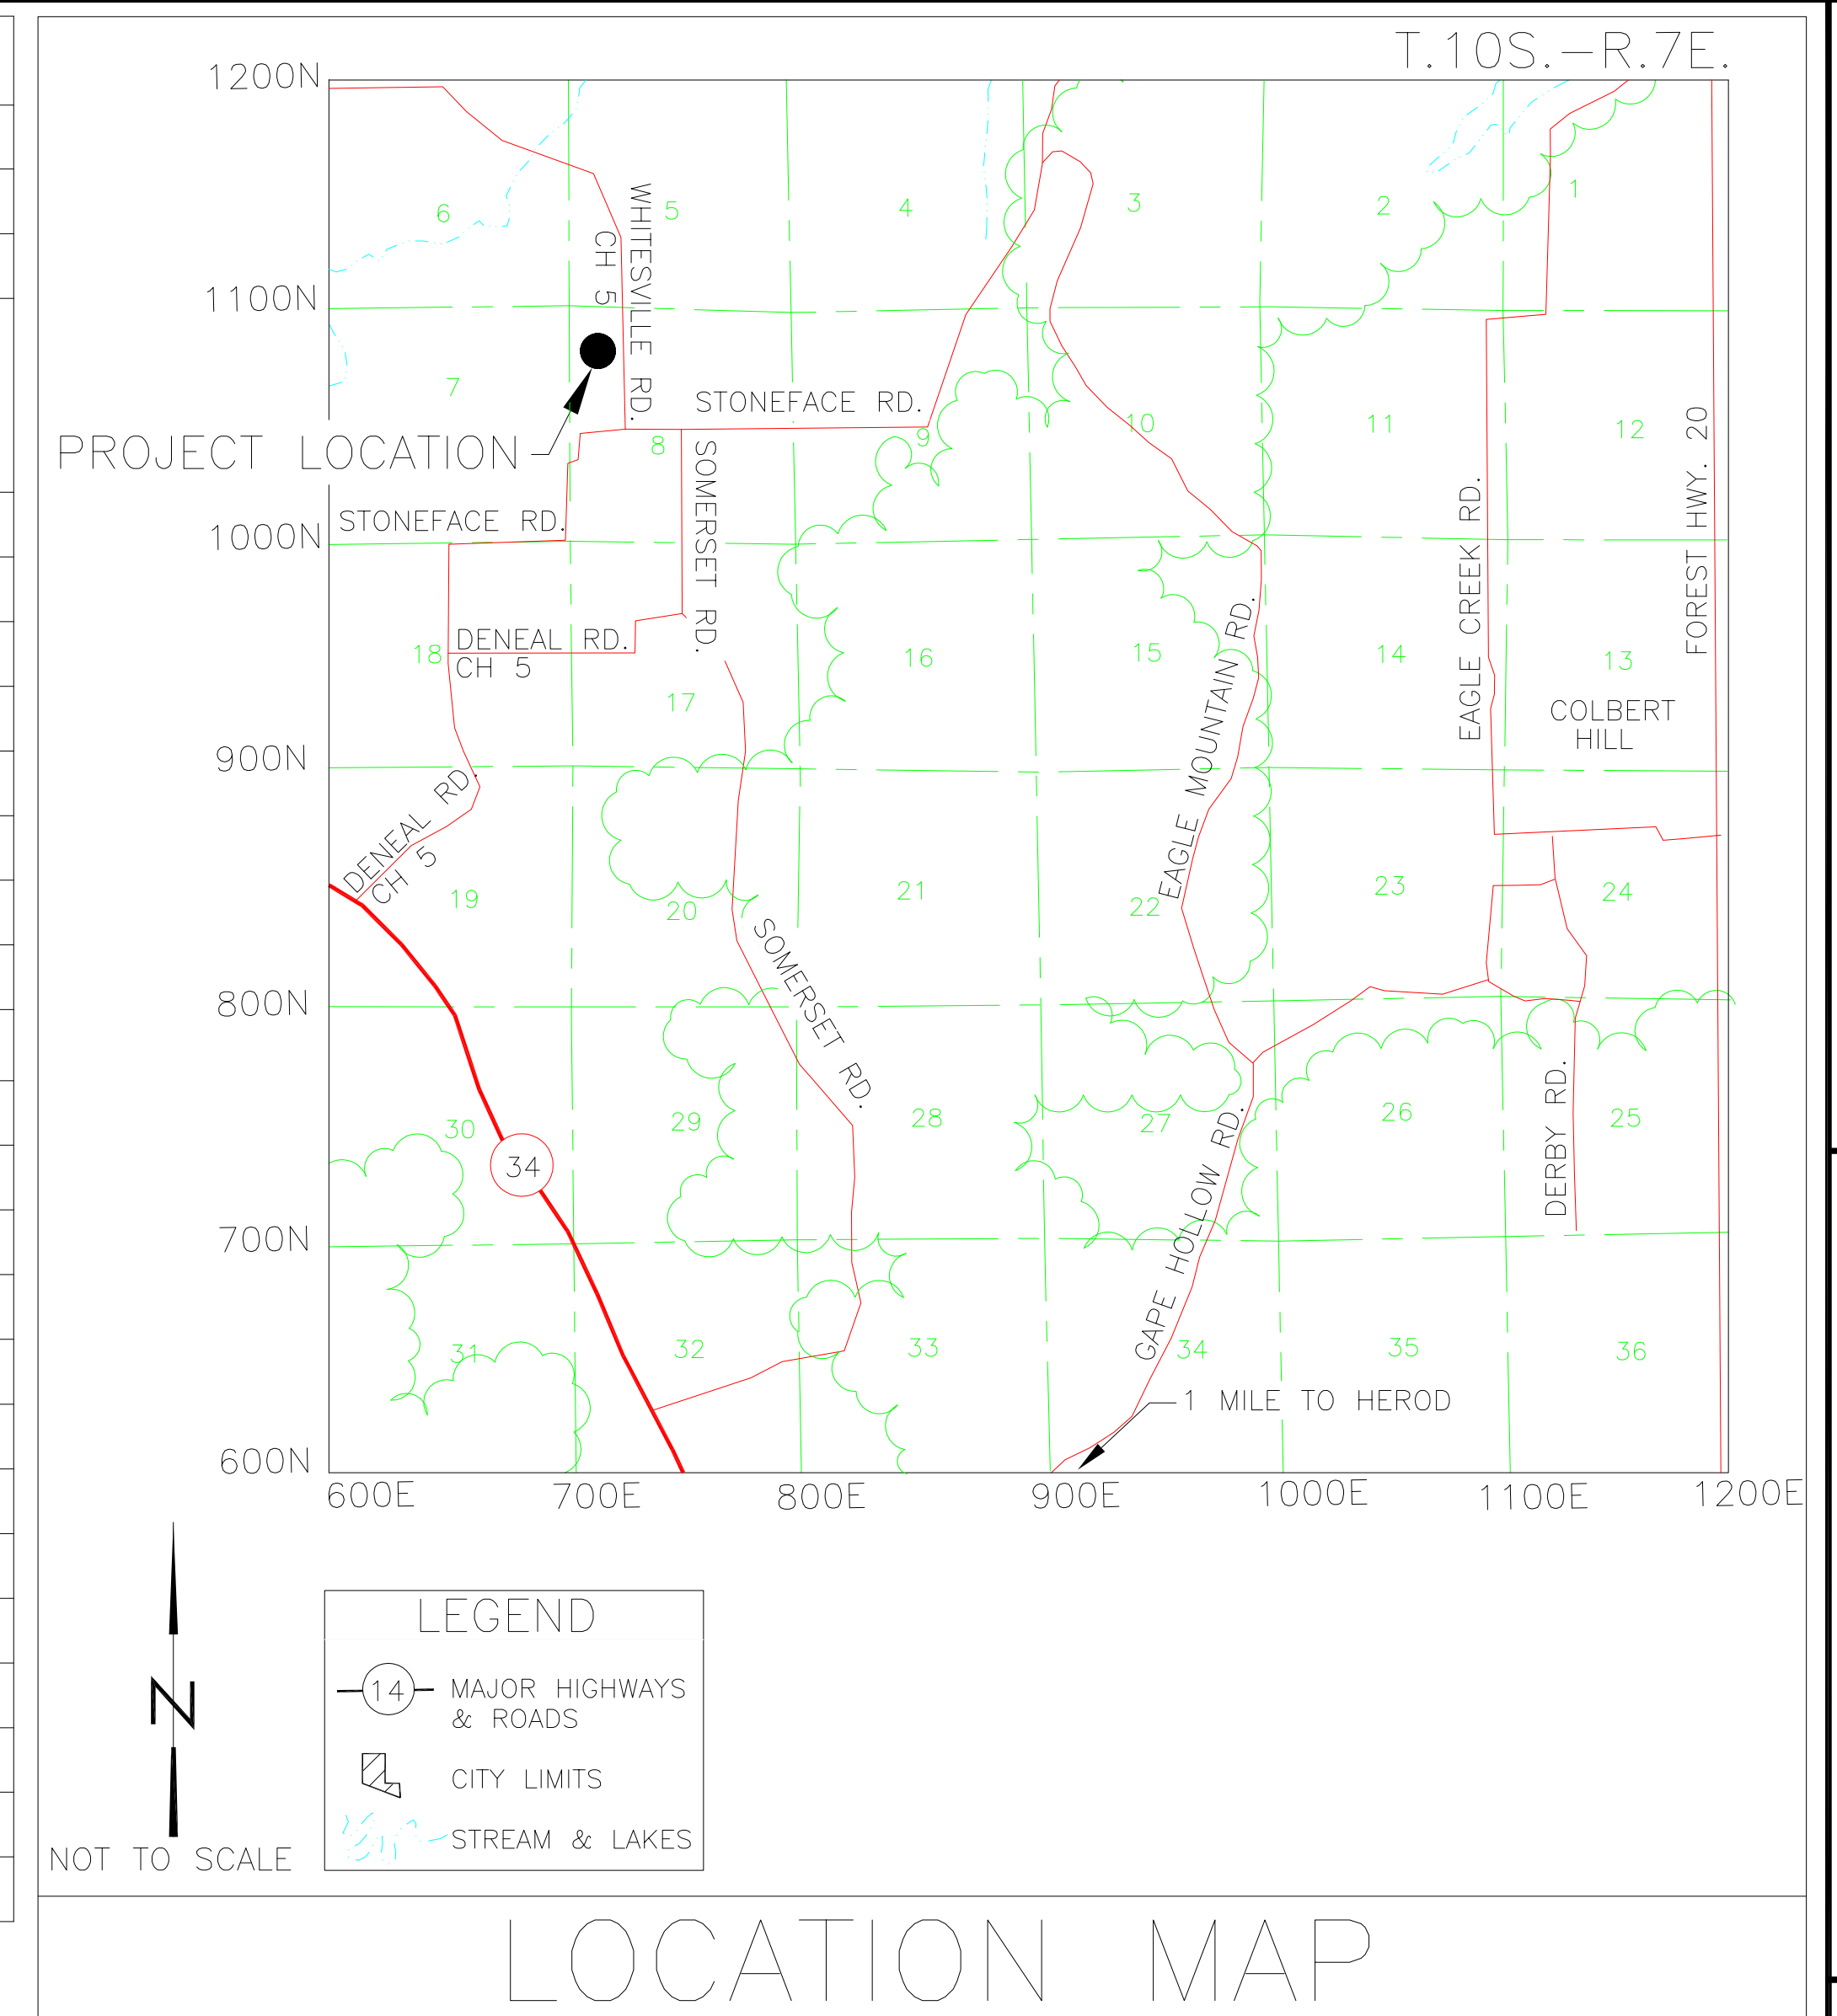 T.10S.-R.7E.
1200N
1100N
1000N
900N
800N
700N
600N
600E
700E
800E
900E
1000E
1100E
1200E
6
5
4
3
2
1
WHITESVILLE RD.
CH 5
7
8
9
10
11
12
STONEFACE RD.
PROJECT LOCATION
STONEFACE RD.
SOMERSET RD.
EAGLE CREEK RD.
FOREST HWY. 20
18
DENEAL RD.
CH 5
17
16
15
14
13
EAGLE MOUNTAIN RD.
COLBERT
HILL
DENEAL RD.
CH 5
19
20
21
22
23
24
SOMERSET RD.
30
34
29
28
27
26
25
GAPE HOLLOW RD.
DERBY RD.
31
32
33
34
35
36
1 MILE TO HEROD
N
NOT TO SCALE
LEGEND
14
MAJOR HIGHWAYS
& ROADS
CITY LIMITS
STREAM & LAKES
LOCATION MAP